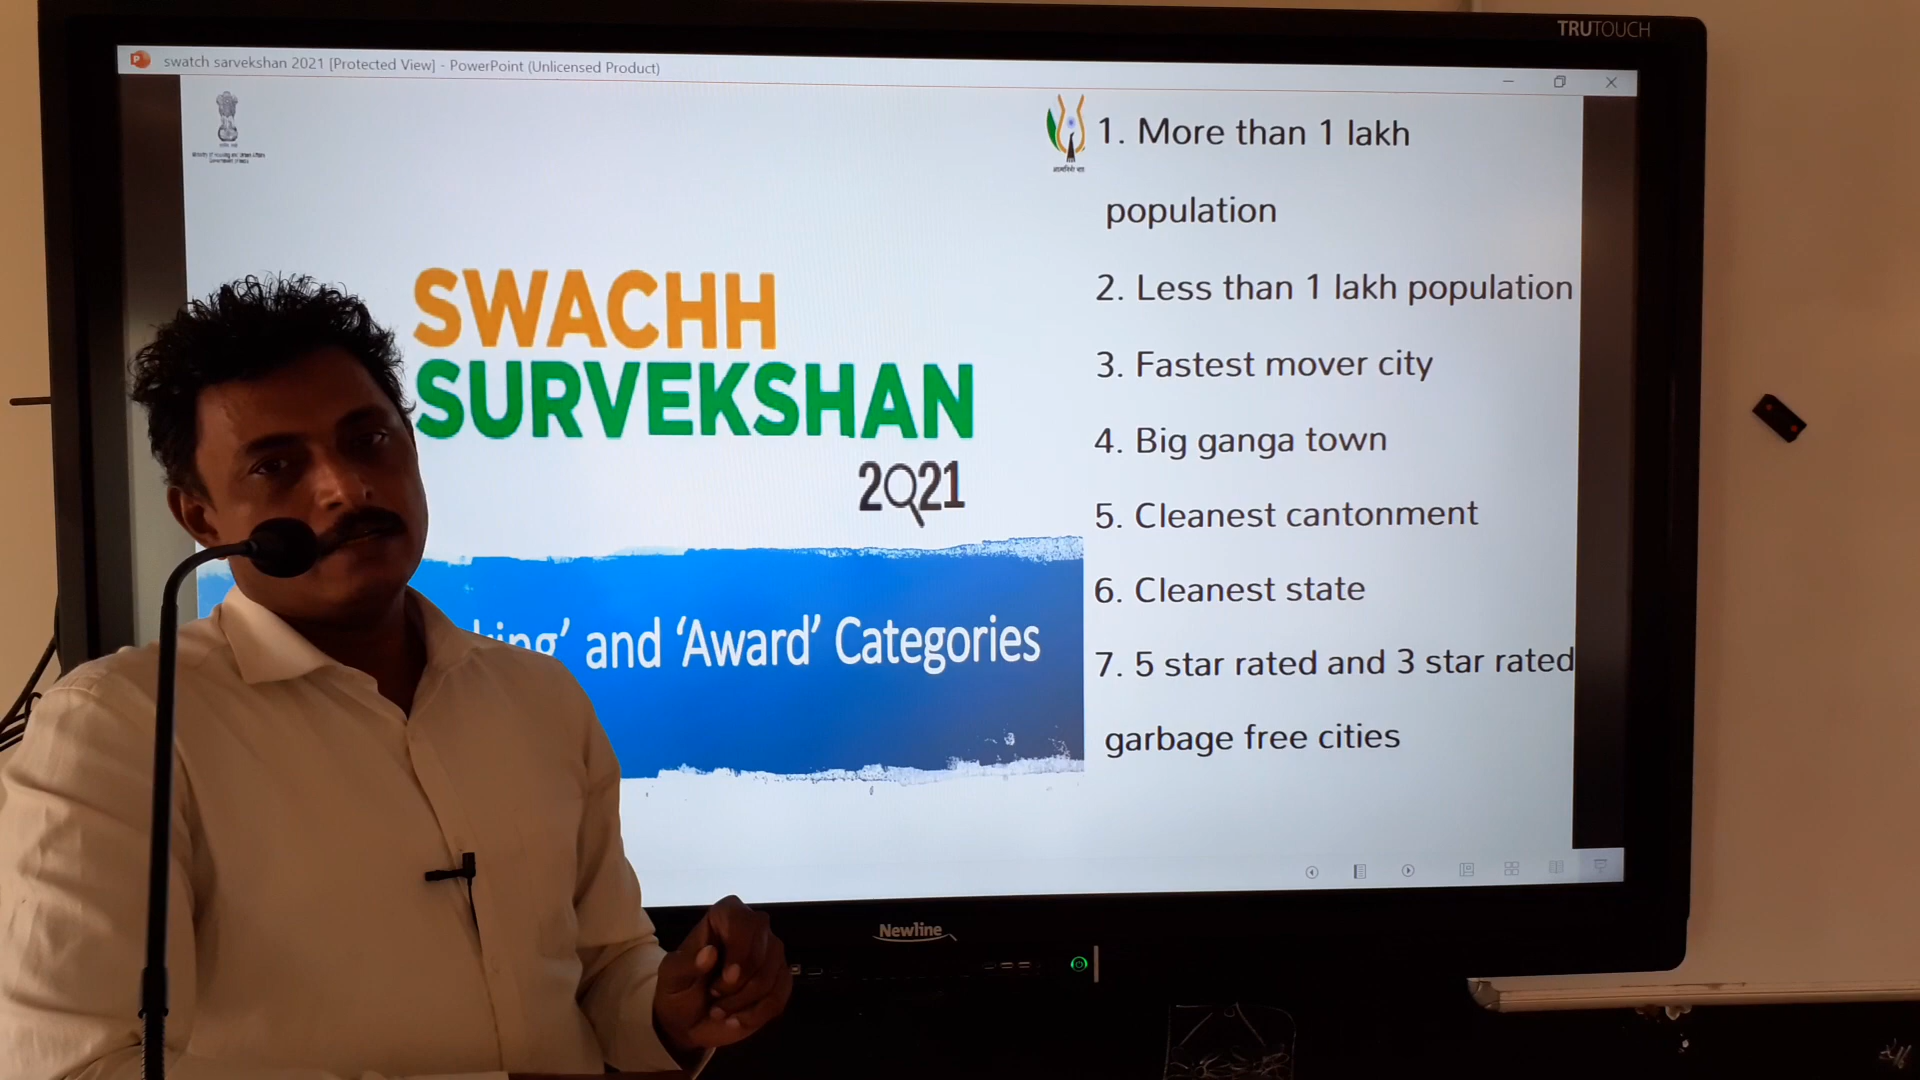 TRUTOUCH
swatch sarvekshan 2021 [Protected View] - PowerPoint (Unlicensed Product)
SWACHH
SURVEKSHAN
2021
and 'Award' Categories
1. More than 1 lakh
population
2. Less than 1 lakh population
3. Fastest mover city
4. Big ganga town
5. Cleanest cantonment
6. Cleanest state
7. 5 star rated and 3 star rated
garbage free cities
Newline